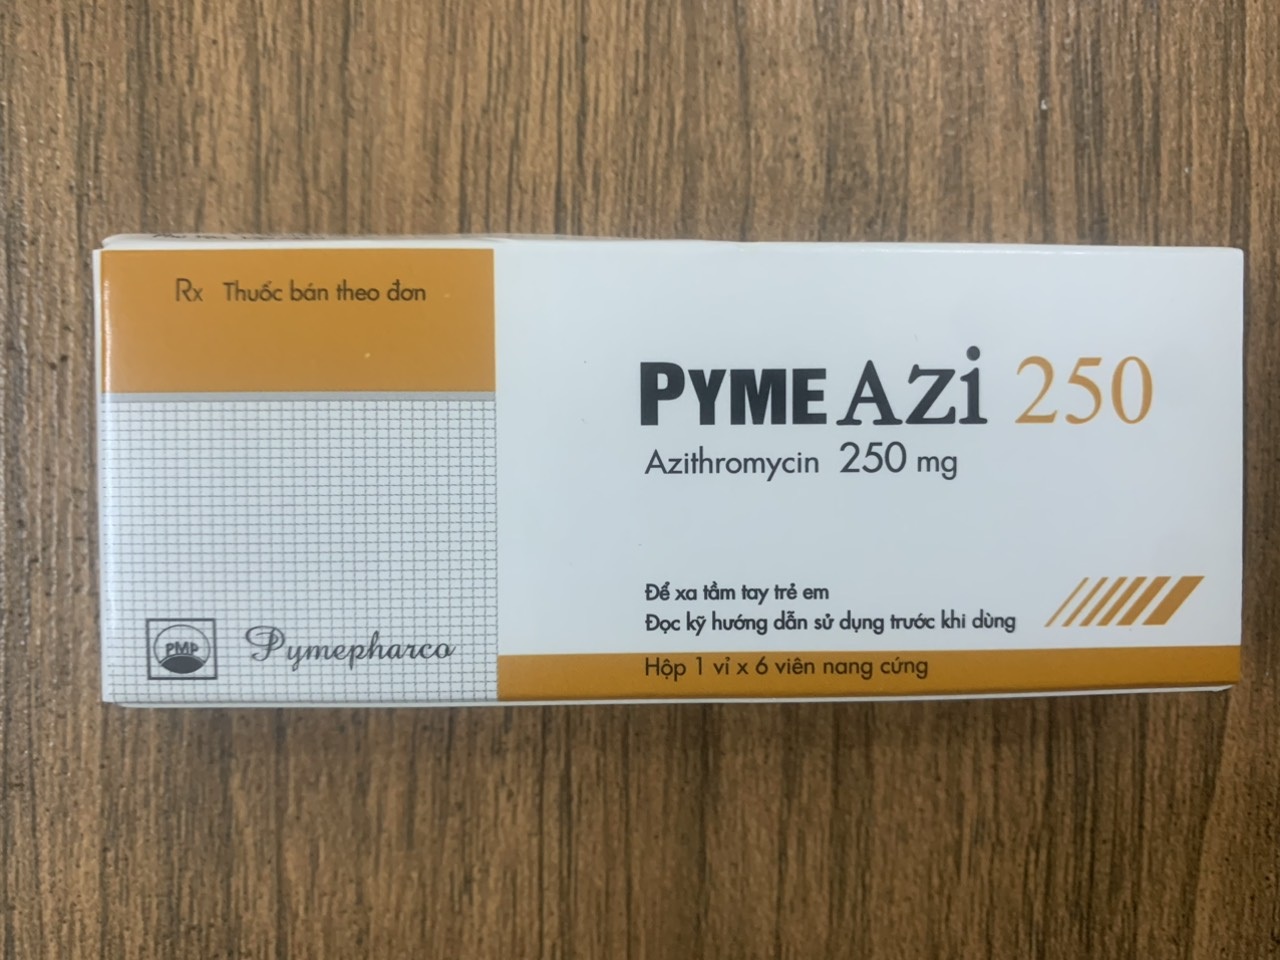 Rx Thuốc bán theo đơn
PYME AZi 250
Azithromycin 250 mg
Để xa tầm tay trẻ em
Đọc kỹ hướng dẫn sử dụng trước khi dùng
Hộp 1 vỉ x 6 viên nang cứng
PMP Pymepharco